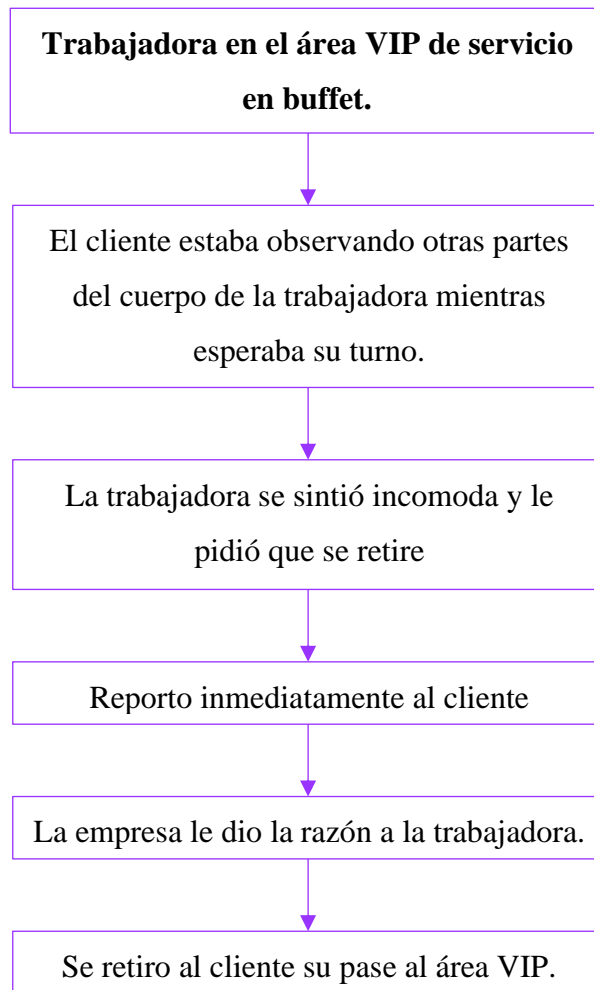 Trabajadora en el área VIP de servicio
en buffet.
El cliente estaba observando otras partes
del cuerpo de la trabajadora mientras
esperaba su turno.
La trabajadora se sintió incomoda y le
pidió que se retire
Reporto inmediatamente al cliente
La empresa le dio la razón a la trabajadora.
Se retiro al cliente su pase al área VIP.